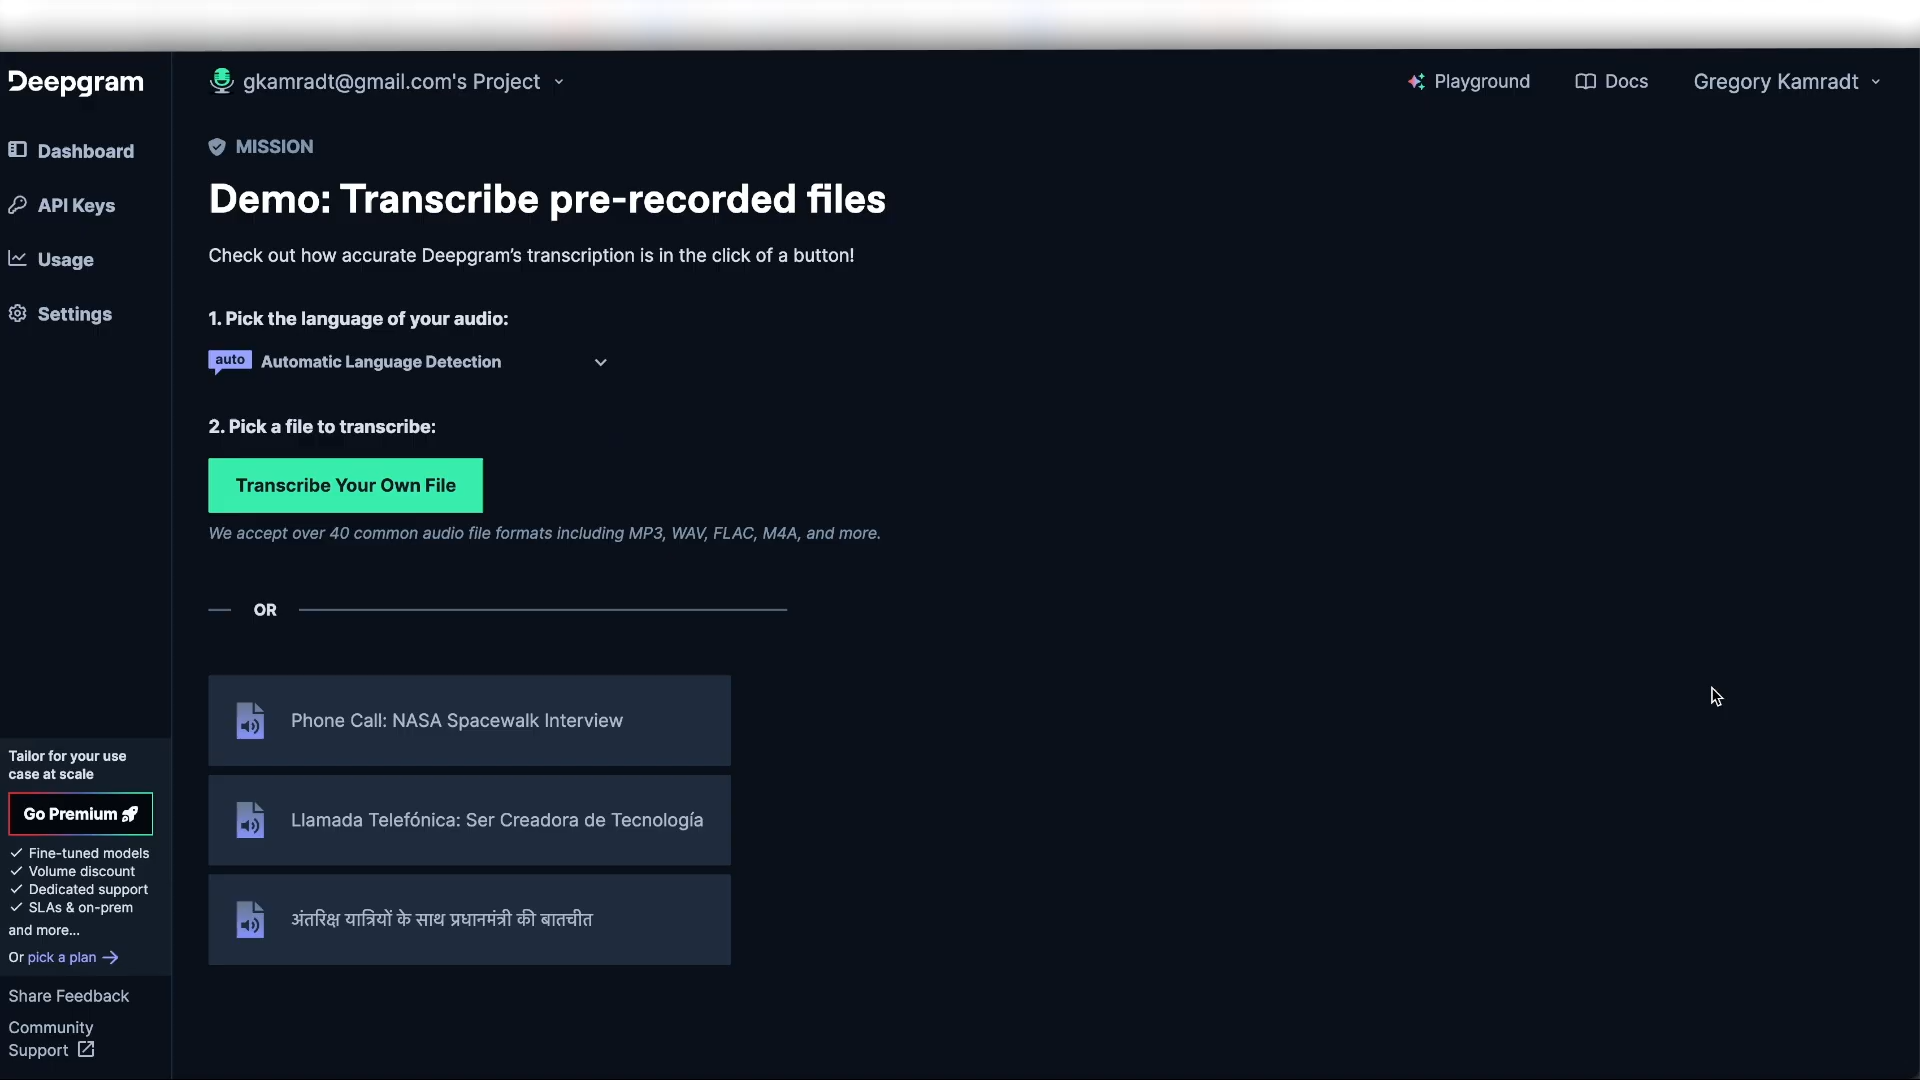 Deepgram
gkamradt@gmail.com's Project
Playground
Docs
Gregory Kamradt
Dashboard
API Keys
Usage
Settings
MISSION
Demo: Transcribe pre-recorded files
Check out how accurate Deepgram’s transcription is in the click of a button!
1. Pick the language of your audio:
auto Automatic Language Detection
2. Pick a file to transcribe:
Transcribe Your Own File
We accept over 40 common audio file formats including MP3, WAV, FLAC, M4A, and more.
OR
Phone Call: NASA Spacewalk Interview
Llamada Telefónica: Ser Creadora de Tecnología
अंतरिक्ष यात्रियों के साथ प्रधानमंत्री की बातचीत
Tailor for your use
case at scale
Go Premium
Fine-tuned models
Volume discount
Dedicated support
SLAs & on-prem
and more...
Or pick a plan
Share Feedback
Community
Support